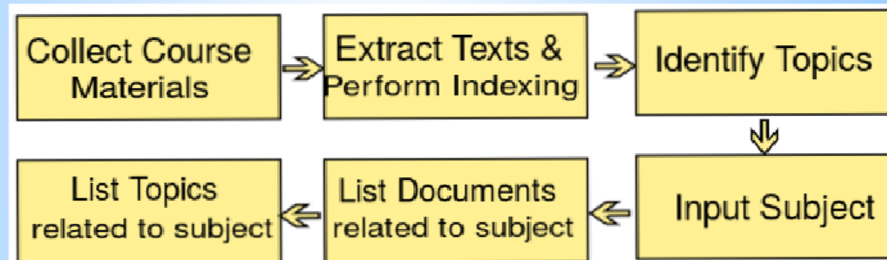 Collect Course
Materials
Extract Texts &
Perform Indexing
Identify Topics
Input Subject
List Documents
related to subject
List Topics
related to subject